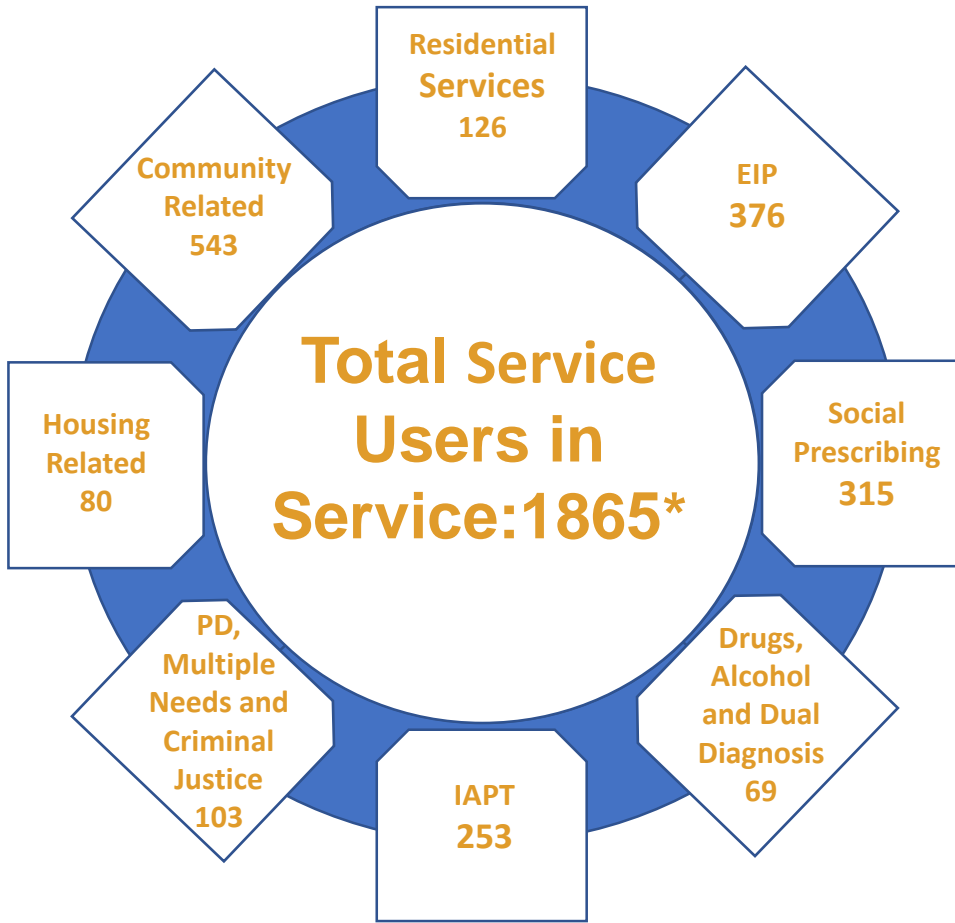 Residential
Services
126
EIP
376
Social
Prescribing
315
Drugs,
Alcohol
and Dual
Diagnosis
69
IAPT
253
PD,
Multiple
Needs and
Criminal
Justice
103
Housing
Related
80
Community
Related
543
Total Service
Users in
Service:1865*